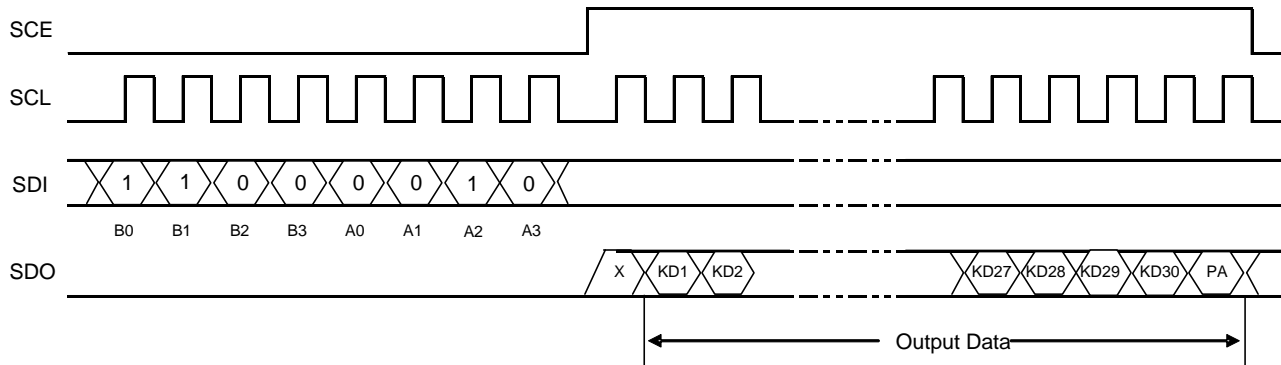 SCE
SCL
SDI 1 1 0 0 0 0 1 0
B0 B1 B2 B3 A0 A1 A2 A3
SDO X KD1 KD2 KD27 KD28 KD29 KD30 PA
Output Data